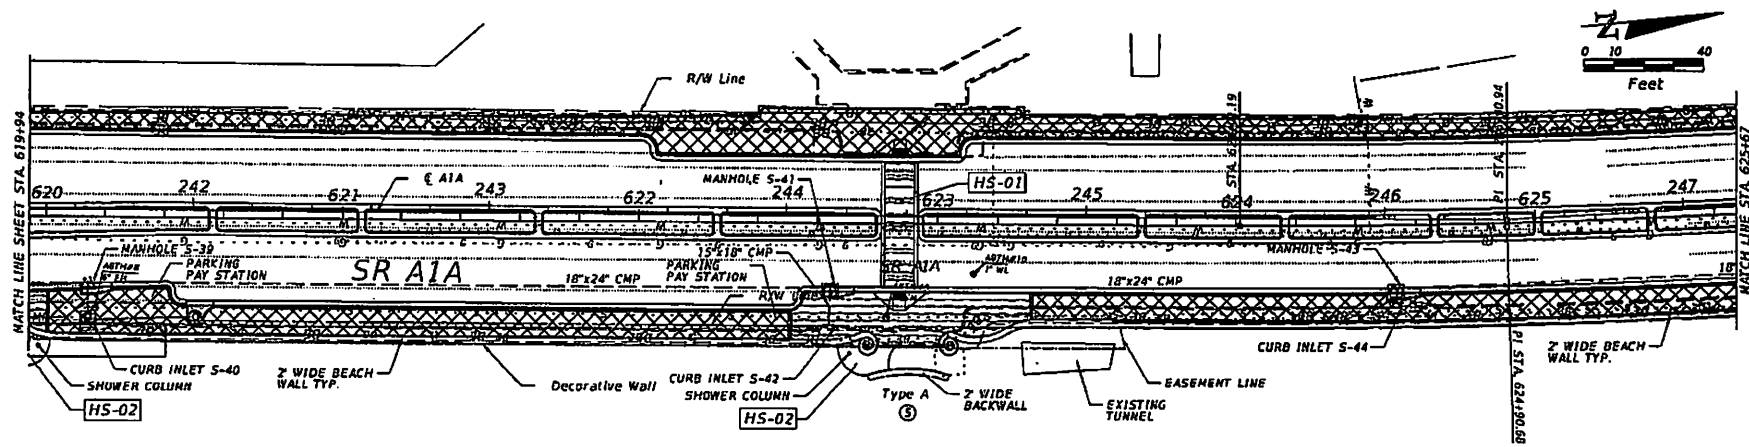 N
0 10 40
Feet
R/W Line
MATCH LINE SHEET STA. 619+94
620
242
621
℄ A1A
243
622
MANHOLE S-41
244
623
HS-01
245
624
246
625
247
MATCH LINE STA. 625+67
MANHOLE S-39
PARKING
PAY STATION
SR A1A
18"x24" CMP
15"x18" CMP
PARKING
PAY STATION
SR A1A
1" WL
MANHOLE S-43
18"x24" CMP
18"
CURB INLET S-40
SHOWER COLUMN
HS-02
2' WIDE BEACH
WALL TYP.
Decorative Wall
CURB INLET S-42
SHOWER COLUMN
HS-02
Type A
S
2' WIDE
BACKWALL
EXISTING
TUNNEL
EASEMENT LINE
CURB INLET S-44
PI STA. 624+90.68
2' WIDE BEACH
WALL TYP.